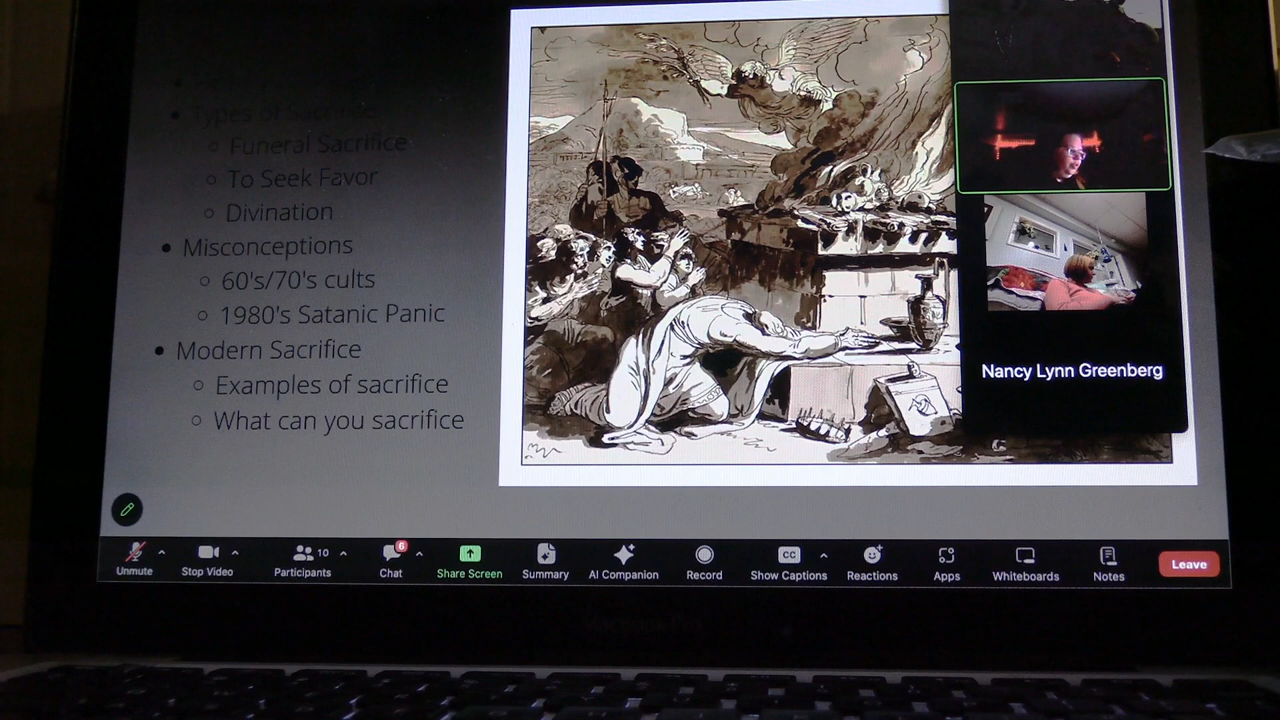 Types of Sacrifice
Funeral Sacrifice
To Seek Favor
Divination
Misconceptions
60's/70's cults
1980's Satanic Panic
Modern Sacrifice
Examples of sacrifice
What can you sacrifice
Nancy Lynn Greenberg
Unmute
Stop Video
10
Participants
6
Chat
Share Screen
Summary
AI Companion
Record
CC
Show Captions
Reactions
Apps
Whiteboards
Notes
Leave
MacBook Pro